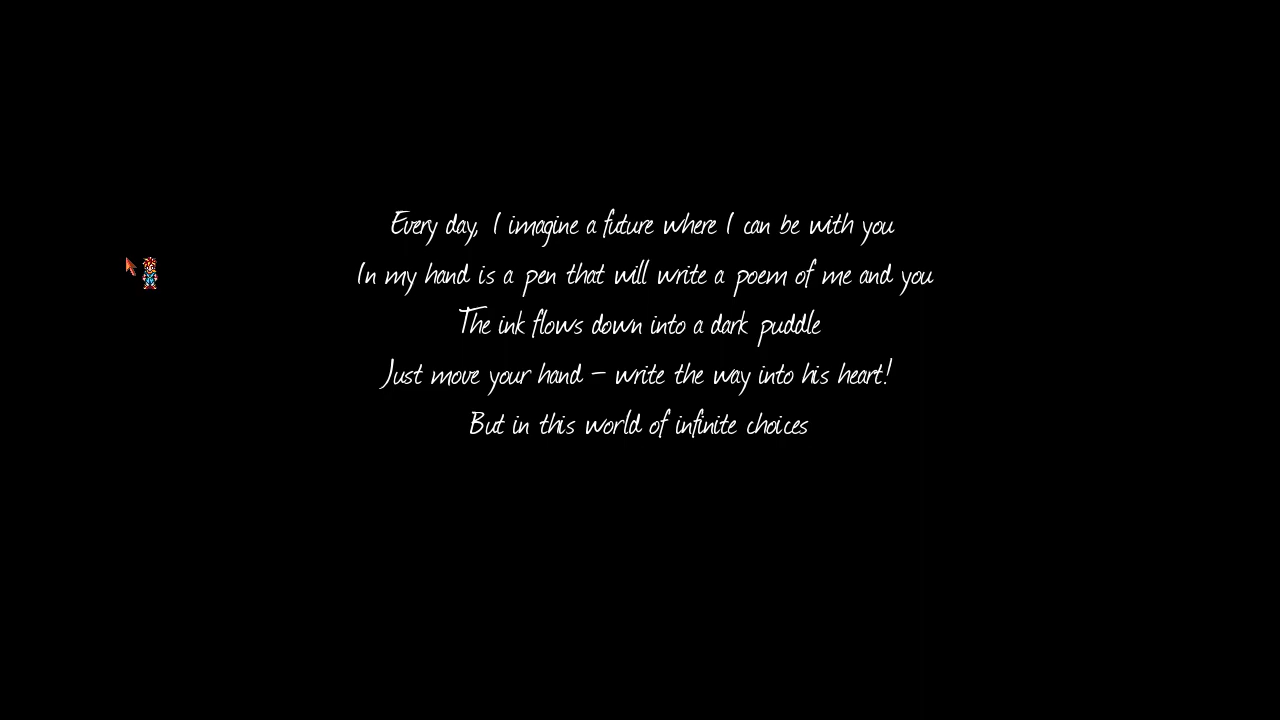 Every day, I imagine a future where I can be with you
In my hand is a pen that will write a poem of me and you
The ink flows down into a dark puddle
Just move your hand – write the way into his heart!
But in this world of infinite choices